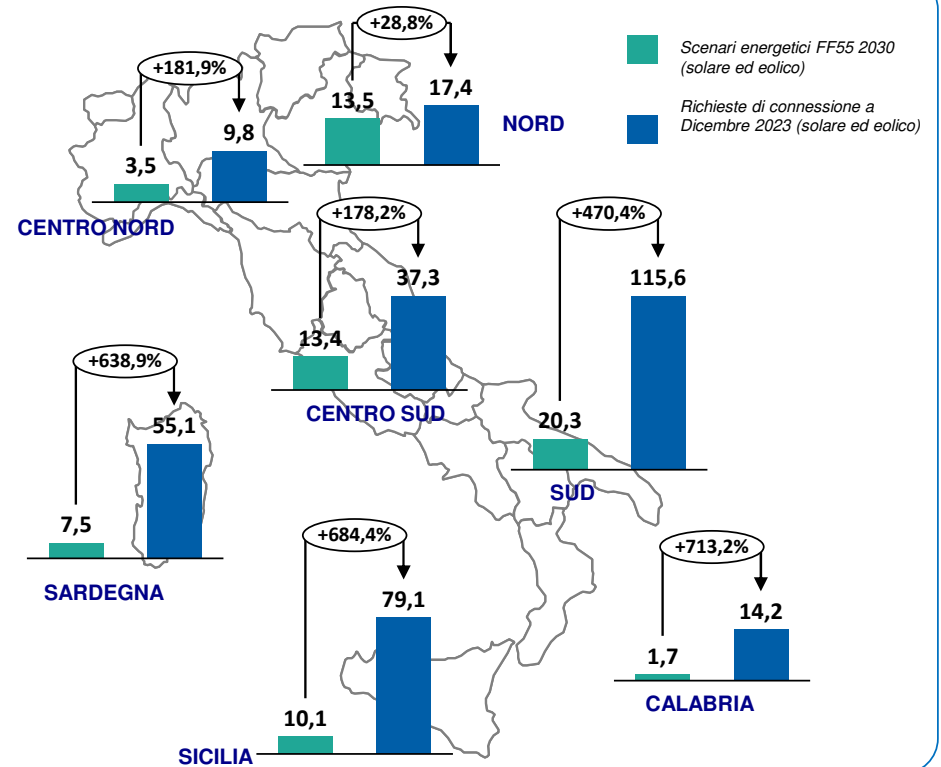 +28,8%
13,5
17,4
NORD
Scenari energetici FF55 2030
(solare ed eolico)
Richieste di connessione a
Dicembre 2023 (solare ed eolico)
+181,9%
3,5
9,8
CENTRO NORD
+178,2%
13,4
37,3
CENTRO SUD
+470,4%
20,3
115,6
SUD
+638,9%
7,5
55,1
SARDEGNA
+684,4%
10,1
79,1
SICILIA
+713,2%
1,7
14,2
CALABRIA